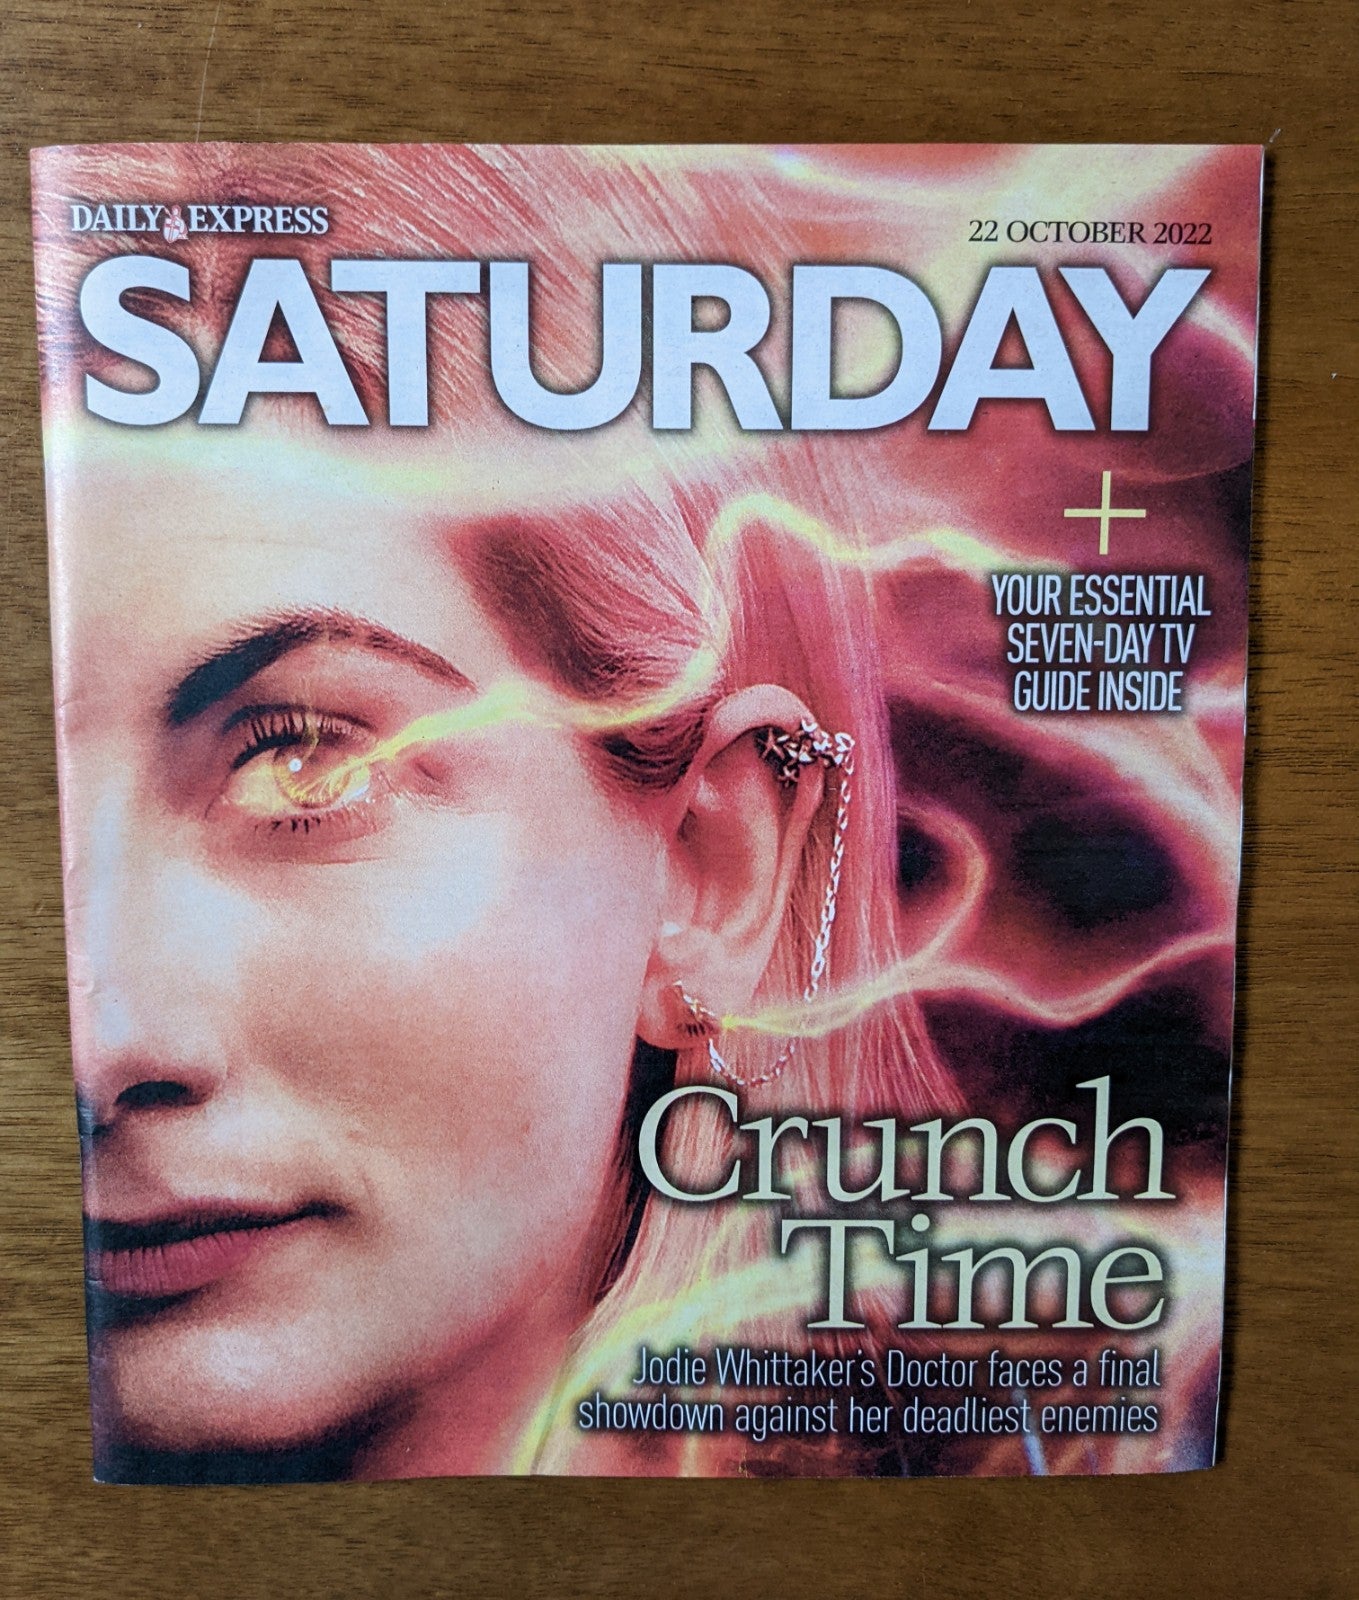 DAILY EXPRESS
22 OCTOBER 2022
SATURDAY
+
YOUR ESSENTIAL
SEVEN-DAY TV
GUIDE INSIDE
Crunch
Time
Jodie Whittaker's Doctor faces a final
showdown against her deadliest enemies